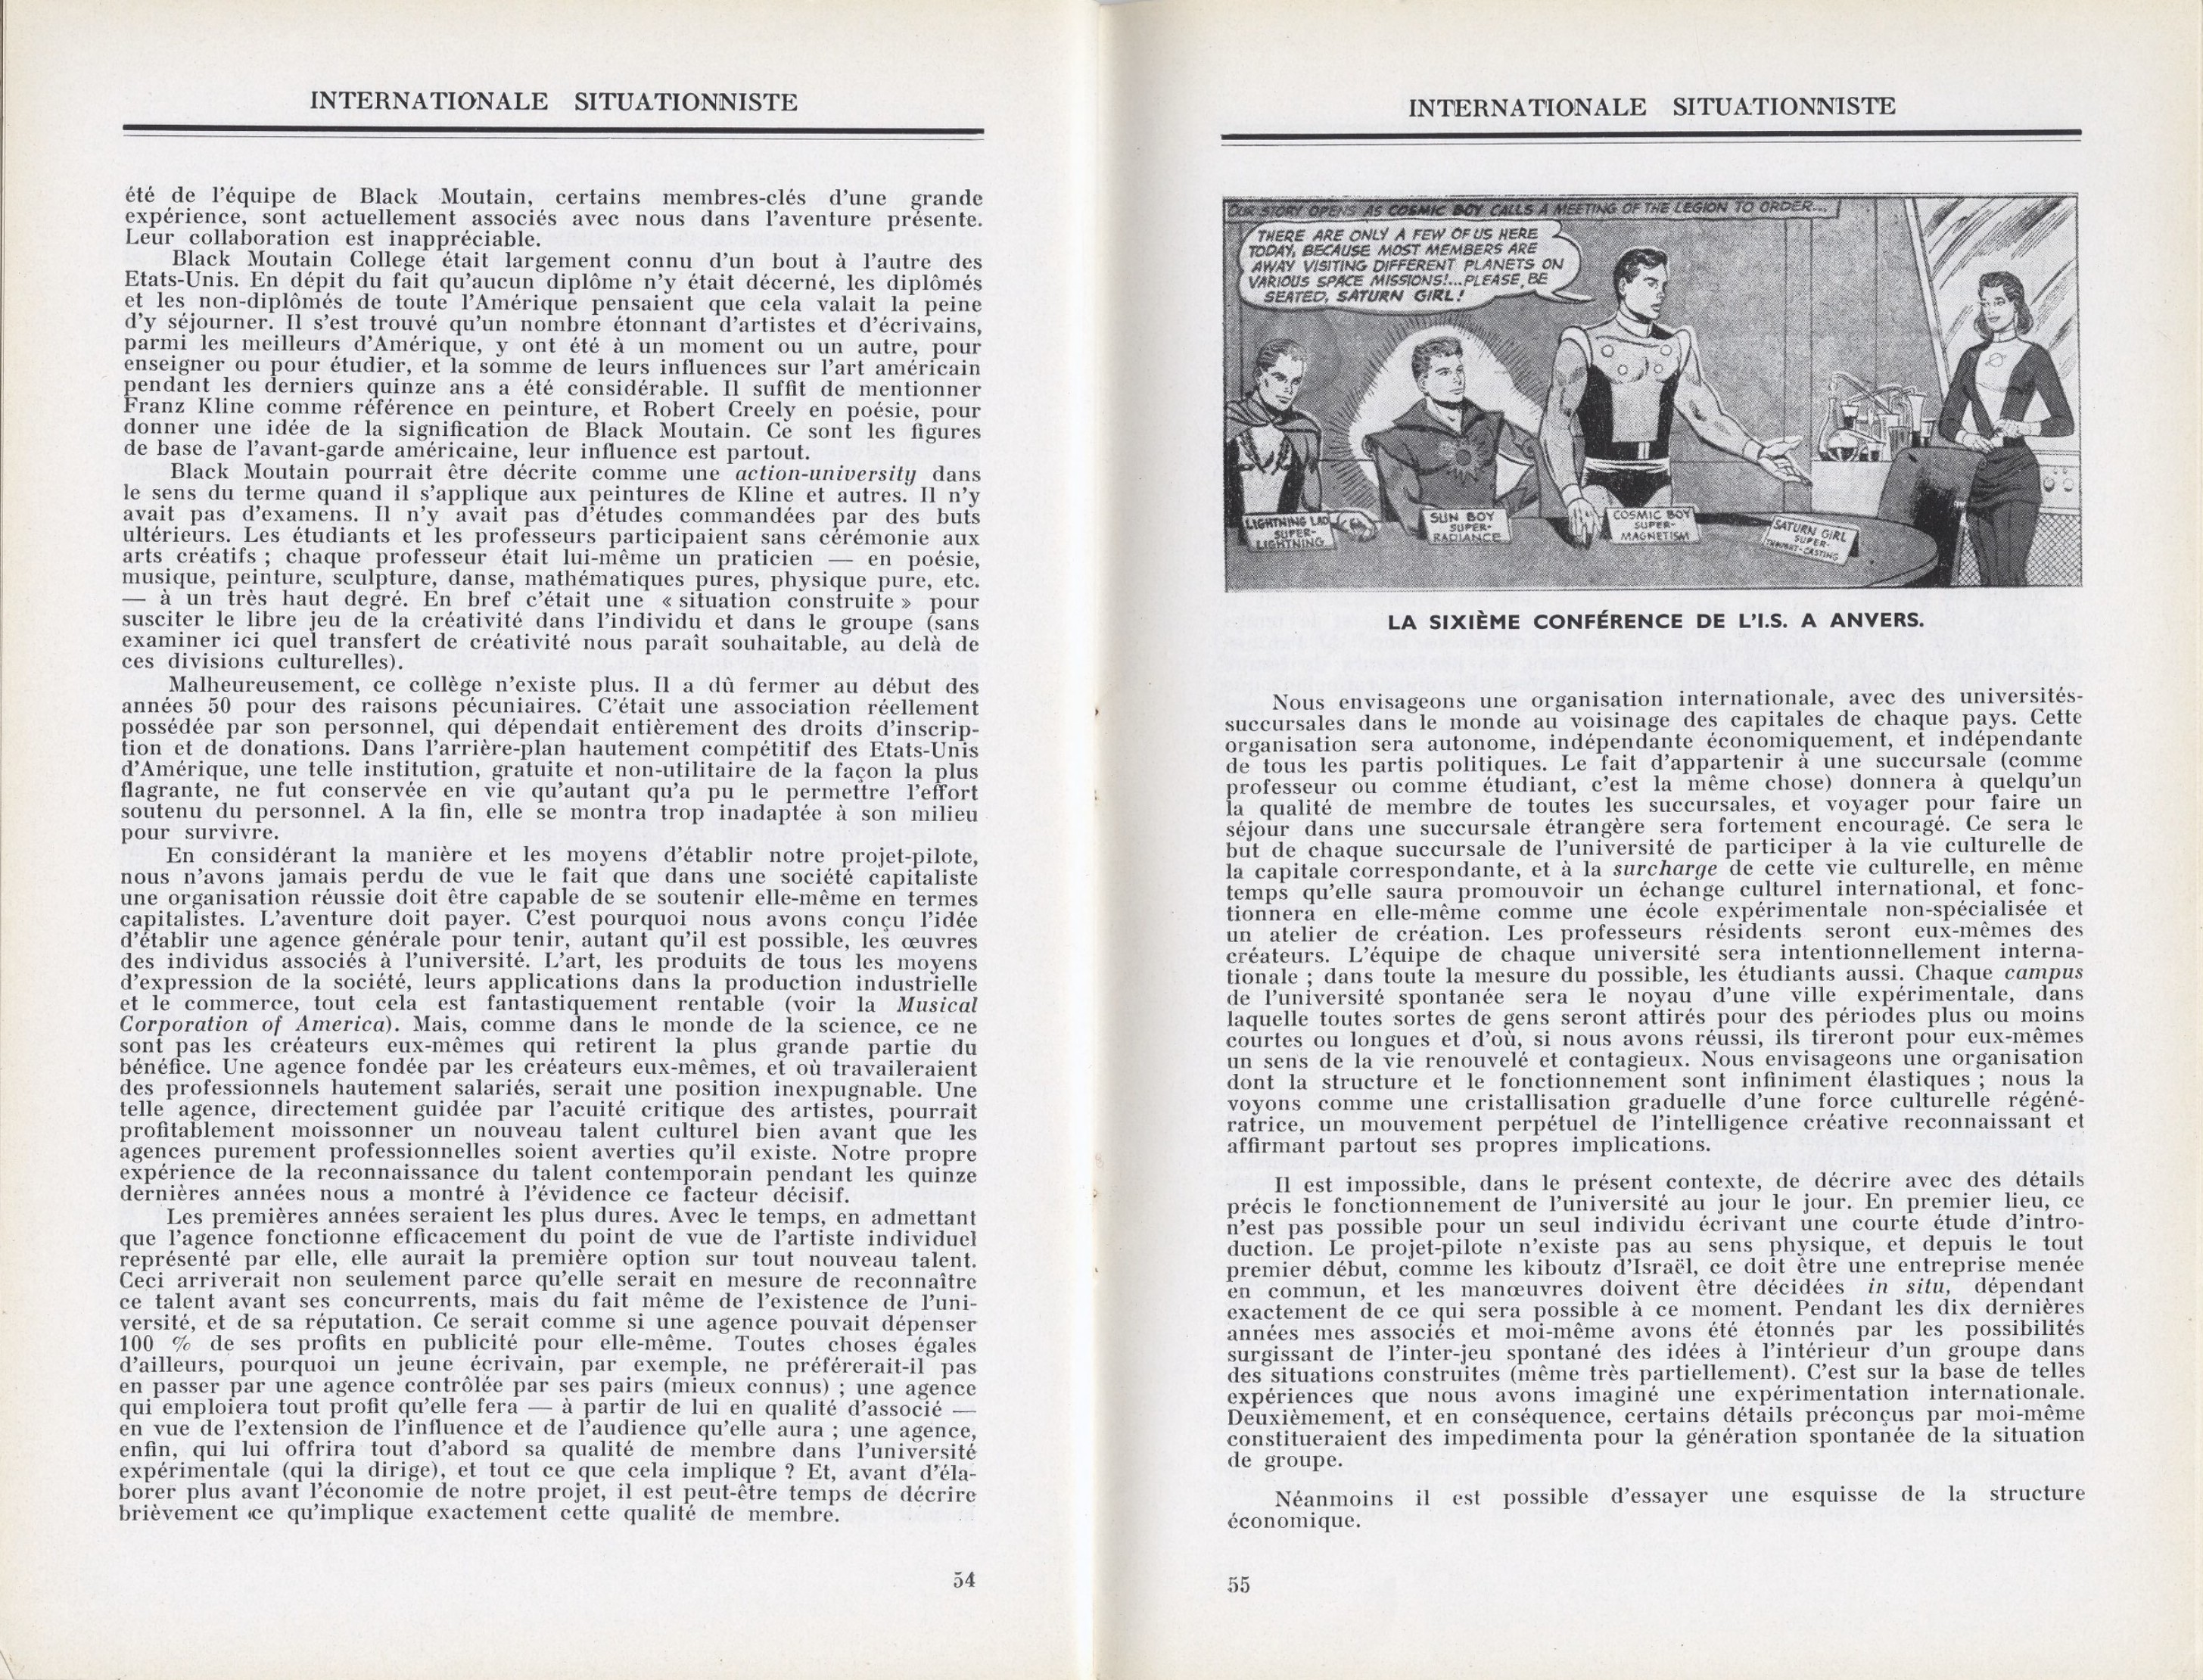 INTERNATIONALE SITUATIONNISTE
été de l'équipe de Black Moutain, certains membres-clés d'une grande
expérience, sont actuellement associés avec nous dans l'aventure présente.
Leur collaboration est inappréciable.
Black Moutain College était largement connu d'un bout à l'autre des
Etats-Unis. En dépit du fait qu'aucun diplôme n'y était décerné, les diplômés
et les non-diplômés de toute l'Amérique pensaient que cela valait la peine
d'y séjourner. Il s'est trouvé qu'un nombre étonnant d'artistes et d'écrivains,
parmi les meilleurs d'Amérique, y ont été à un moment ou un autre, pour
enseigner ou pour étudier, et la somme de leurs influences sur l'art américain
pendant les derniers quinze ans a été considérable. Il suffit de mentionner
Franz Kline comme référence en peinture, et Robert Creely en poésie, pour
donner une idée de la signification de Black Moutain. Ce sont les figures
de base de l'avant-garde américaine, leur influence est partout.
Black Moutain pourrait être décrite comme une action-university dans
le sens du terme quand il s'applique aux peintures de Kline et autres. Il n'y
avait pas d'examens. Il n'y avait pas d'études commandées par des buts
ultérieurs. Les étudiants et les professeurs participaient sans cérémonie aux
arts créatifs ; chaque professeur était lui-même un praticien — en poésie,
musique, peinture, sculpture, danse, mathématiques pures, physique pure, etc.
— à un très haut degré. En bref c'était une « situation construite » pour
susciter le libre jeu de la créativité dans l'individu et dans le groupe (sans
examiner ici quel transfert de créativité nous paraît souhaitable, au delà de
ces divisions culturelles).
Malheureusement, ce collège n'existe plus. Il a dû fermer au début des
années 50 pour des raisons pécuniaires. C'était une association réellement
possédée par son personnel, qui dépendait entièrement des droits d'inscrip-
tion et de donations. Dans l'arrière-plan hautement compétitif des Etats-Unis
d'Amérique, une telle institution, gratuite et non-utilitaire de la façon la plus
flagrante, ne fut conservée en vie qu'autant qu'a pu le permettre l'effort
soutenu du personnel. A la fin, elle se montra trop inadaptée à son milieu
pour survivre.
En considérant la manière et les moyens d'établir notre projet-pilote,
nous n'avons jamais perdu de vue le fait que dans une société capitaliste
une organisation réussie doit être capable de se soutenir elle-même en termes
capitalistes. L'aventure doit payer. C'est pourquoi nous avons conçu l'idée
d'établir une agence générale pour tenir, autant qu'il est possible, les œuvres
des individus associés à l'université. L'art, les produits de tous les moyens
d'expression de la société, leurs applications dans la production industrielle
et le commerce, tout cela est fantastiquement rentable (voir la Musical
Corporation of America). Mais, comme dans le monde de la science, ce ne
sont pas les créateurs eux-mêmes qui retirent la plus grande partie du
bénéfice. Une agence fondée par les créateurs eux-mêmes, et où travaileraient
des professionnels hautement salariés, serait une position inexpugnable. Une
telle agence, directement guidée par l'acuité critique des artistes, pourrait
profitablement moissonner un nouveau talent culturel bien avant que les
agences purement professionnelles soient averties qu'il existe. Notre propre
expérience de la reconnaissance du talent contemporain pendant les quinze
dernières années nous a montré à l'évidence ce facteur décisif.
Les premières années seraient les plus dures. Avec le temps, en admettant
que l'agence fonctionne efficacement du point de vue de l'artiste individuel
représenté par elle, elle aurait la première option sur tout nouveau talent.
Ceci arriverait non seulement parce qu'elle serait en mesure de reconnaître
ce talent avant ses concurrents, mais du fait même de l'existence de l'uni-
versité, et de sa réputation. Ce serait comme si une agence pouvait dépenser
100 % de ses profits en publicité pour elle-même. Toutes choses égales
d'ailleurs, pourquoi un jeune écrivain, par exemple, ne préférerait-il pas
en passer par une agence contrôlée par ses pairs (mieux connus) ; une agence
qui emploiera tout profit qu'elle fera — à partir de lui en qualité d'associé —
en vue de l'extension de l'influence et de l'audience qu'elle aura ; une agence,
enfin, qui lui offrira tout d'abord sa qualité de membre dans l'université
expérimentale (qui la dirige), et tout ce que cela implique ? Et, avant d'éla-
borer plus avant l'économie de notre projet, il est peut-être temps de décrire
brièvement ce qu'implique exactement cette qualité de membre.
54
INTERNATIONALE SITUATIONNISTE
OUR STORY OPENS AS COSMIC BOY CALLS A MEETING OF THE LEGION TO ORDER...
THERE ARE ONLY A FEW OF US HERE
TODAY, BECAUSE MOST MEMBERS ARE
AWAY VISITING DIFFERENT PLANETS ON
VARIOUS SPACE MISSIONS!...PLEASE BE
SEATED, SATURN GIRL!
LIGHTNING LAD
SUPER-
LIGHTNING
SUN BOY
SUPER-
RADIANCE
COSMIC BOY
SUPER-
MAGNETISM
SATURN GIRL
SUPER-
THOUGHT-CASTING
LA SIXIÈME CONFÉRENCE DE L'I.S. A ANVERS.
Nous envisageons une organisation internationale, avec des universités-
succursales dans le monde au voisinage des capitales de chaque pays. Cette
organisation sera autonome, indépendante économiquement, et indépendante
de tous les partis politiques. Le fait d'appartenir à une succursale (comme
professeur ou comme étudiant, c'est la même chose) donnera à quelqu'un
la qualité de membre de toutes les succursales, et voyager pour faire un
séjour dans une succursale étrangère sera fortement encouragé. Ce sera le
but de chaque succursale de l'université de participer à la vie culturelle de
la capitale correspondante, et à la surcharge de cette vie culturelle, en même
temps qu'elle saura promouvoir un échange culturel international, et fonc-
tionnera en elle-même comme une école expérimentale non-spécialisée et
un atelier de création. Les professeurs résidents seront eux-mêmes des
créateurs. L'équipe de chaque université sera intentionnellement interna-
tionale ; dans toute la mesure du possible, les étudiants aussi. Chaque campus
de l'université spontanée sera le noyau d'une ville expérimentale, dans
laquelle toutes sortes de gens seront attirés pour des périodes plus ou moins
courtes ou longues et d'où, si nous avons réussi, ils tireront pour eux-mêmes
un sens de la vie renouvelé et contagieux. Nous envisageons une organisation
dont la structure et le fonctionnement sont infiniment élastiques ; nous la
voyons comme une cristallisation graduelle d'une force culturelle régéné-
ratrice, un mouvement perpétuel de l'intelligence créative reconnaissant et
affirmant partout ses propres implications.
Il est impossible, dans le présent contexte, de décrire avec des détails
précis le fonctionnement de l'université au jour le jour. En premier lieu, ce
n'est pas possible pour un seul individu écrivant une courte étude d'intro-
duction. Le projet-pilote n'existe pas au sens physique, et depuis le tout
premier début, comme les kiboutz d'Israël, ce doit être une entreprise menée
en commun, et les manœuvres doivent être décidées in situ, dépendant
exactement de ce qui sera possible à ce moment. Pendant les dix dernières
années mes associés et moi-même avons été étonnés par les possibilités
surgissant de l'inter-jeu spontané des idées à l'intérieur d'un groupe dans
des situations construites (même très partiellement). C'est sur la base de telles
expériences que nous avons imaginé une expérimentation internationale.
Deuxièmement, et en conséquence, certains détails préconçus par moi-même
constitueraient des impedimenta pour la génération spontanée de la situation
de groupe.
Néanmoins il est possible d'essayer une esquisse de la structure
économique.
55